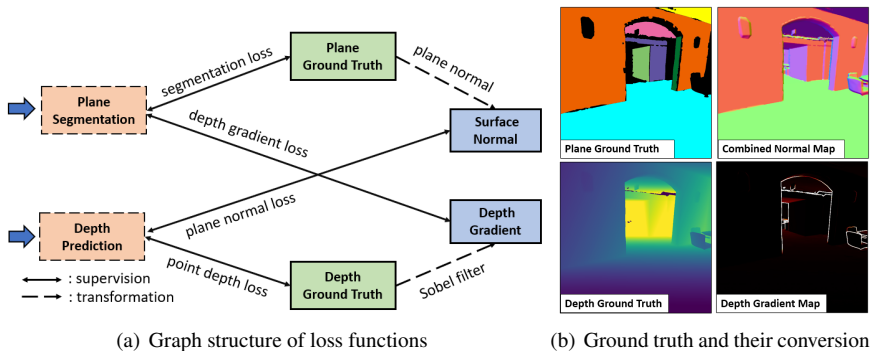 Plane
Ground Truth
segmentation loss
plane normal
Plane
Segmentation
depth gradient loss
Surface
Normal
plane normal loss
Depth
Prediction
Depth
Gradient
point depth loss
Depth
Ground Truth
Sobel filter
: supervision
: transformation
(a) Graph structure of loss functions
Plane Ground Truth
Combined Normal Map
Depth Ground Truth
Depth Gradient Map
(b) Ground truth and their conversion